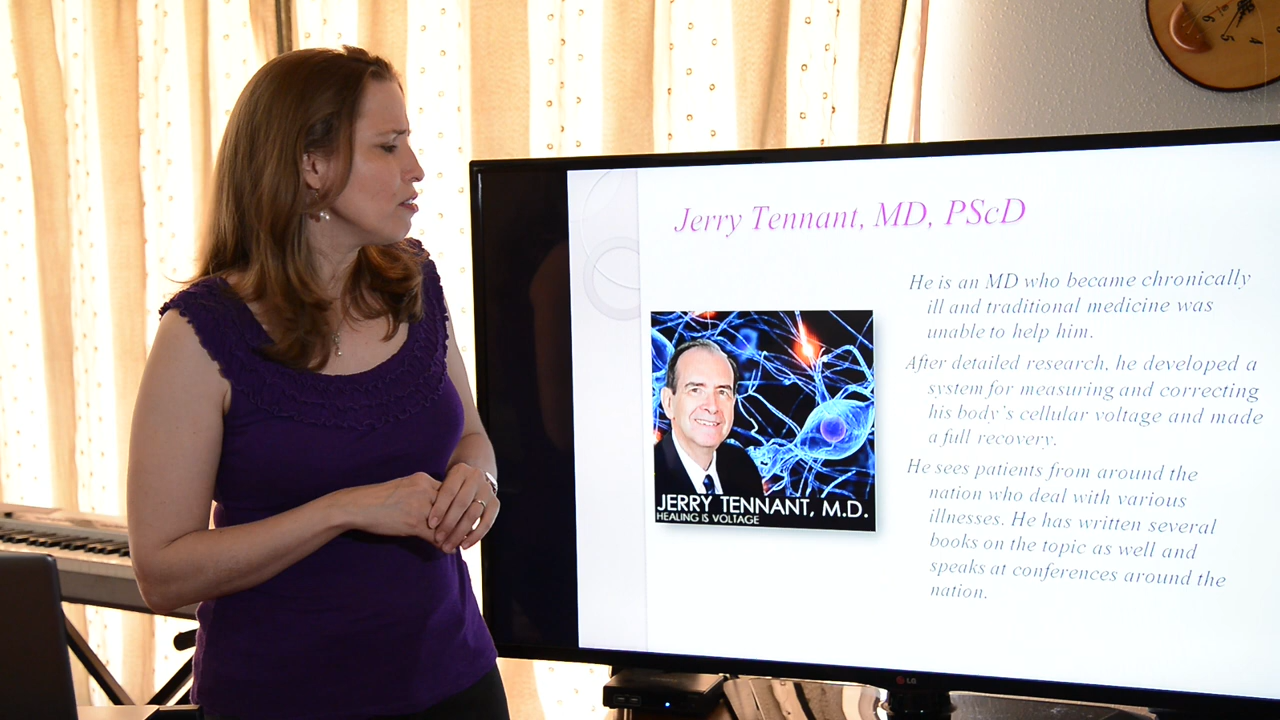 Jerry Tennant, MD, PScD
He is an MD who became chronically
ill and traditional medicine was
unable to help him.
After detailed research, he developed a
system for measuring and correcting
his body's cellular voltage and made
a full recovery.
He sees patients from around the
nation who deal with various
illnesses. He has written several
books on the topic as well and
speaks at conferences around the
nation.
JERRY TENNANT, M.D.
HEALING IS VOLTAGE
LG
6
5